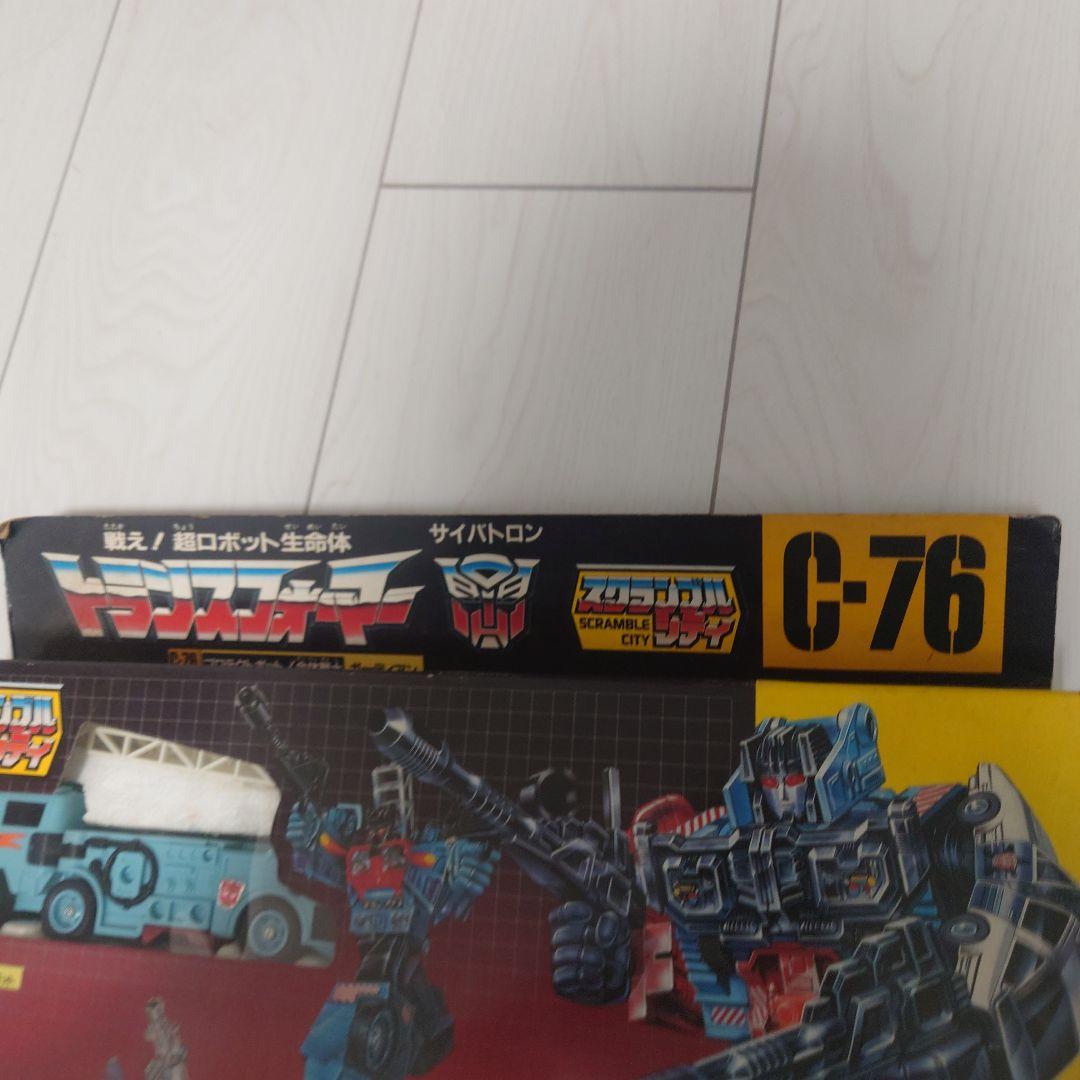 戦え!超ロボット生命体
トランスフォーマー
サイバトロン
スクランブル
SCRAMBLE
CITY
シティ
C-76
C-76